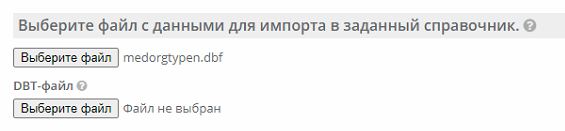 Выберите файл с данными для импорта в заданный справочник. ?
Выберите файл medorgtypen.dbf
DBT-файл ?
Выберите файл Файл не выбран